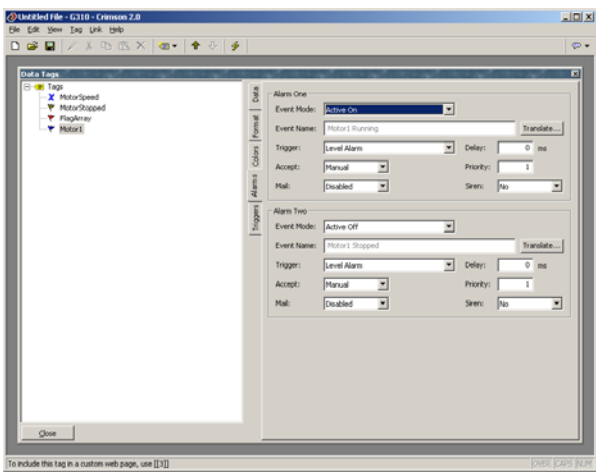 Untitled File - G310 - Crimson 2.0
File Edit View Tag Link Help
Data Tags
Tags
MotorSpeed
MotorStopped
FlagArray
Motor1
Data
Format
Colors
Alarms
Triggers
Alarm One
Event Mode: Active On
Event Name: Motor1 Running Translate...
Trigger: Level Alarm Delay: 0 ms
Accept: Manual Priority: 1
Mail: Disabled Siren: No
Alarm Two
Event Mode: Active Off
Event Name: Motor1 Stopped Translate...
Trigger: Level Alarm Delay: 0 ms
Accept: Manual Priority: 1
Mail: Disabled Siren: No
Close
To include this tag in a custom web page, use [[3]]
OVER CAPS NUM